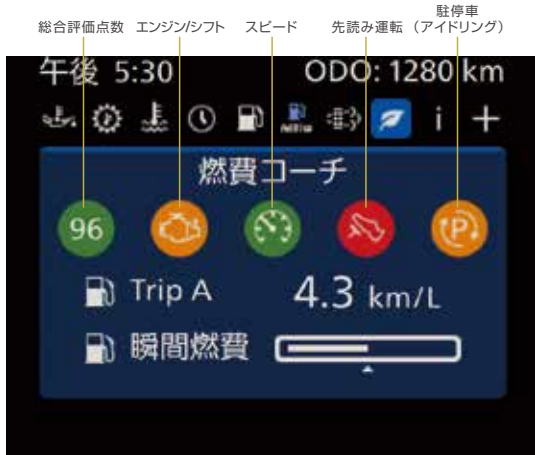 総合評価点数 エンジン/シフト スピード 先読み運転 駐停車(アイドリング)
午後 5:30 ODO: 1280 km
i
燃費コーチ
96 P
Trip A 4.3 km/L
瞬間燃費